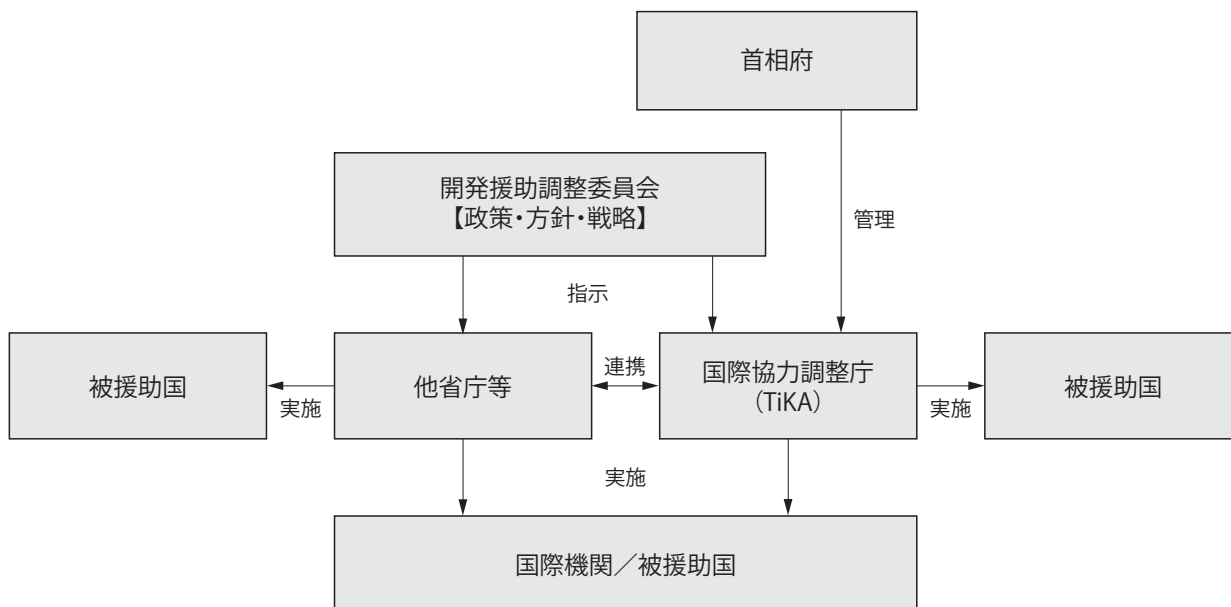 首相府
開発援助調整委員会
【政策・方針・戦略】
管理
指示
被援助国
実施
他省庁等
連携
国際協力調整庁
（TiKA）
実施
被援助国
実施
国際機関／被援助国